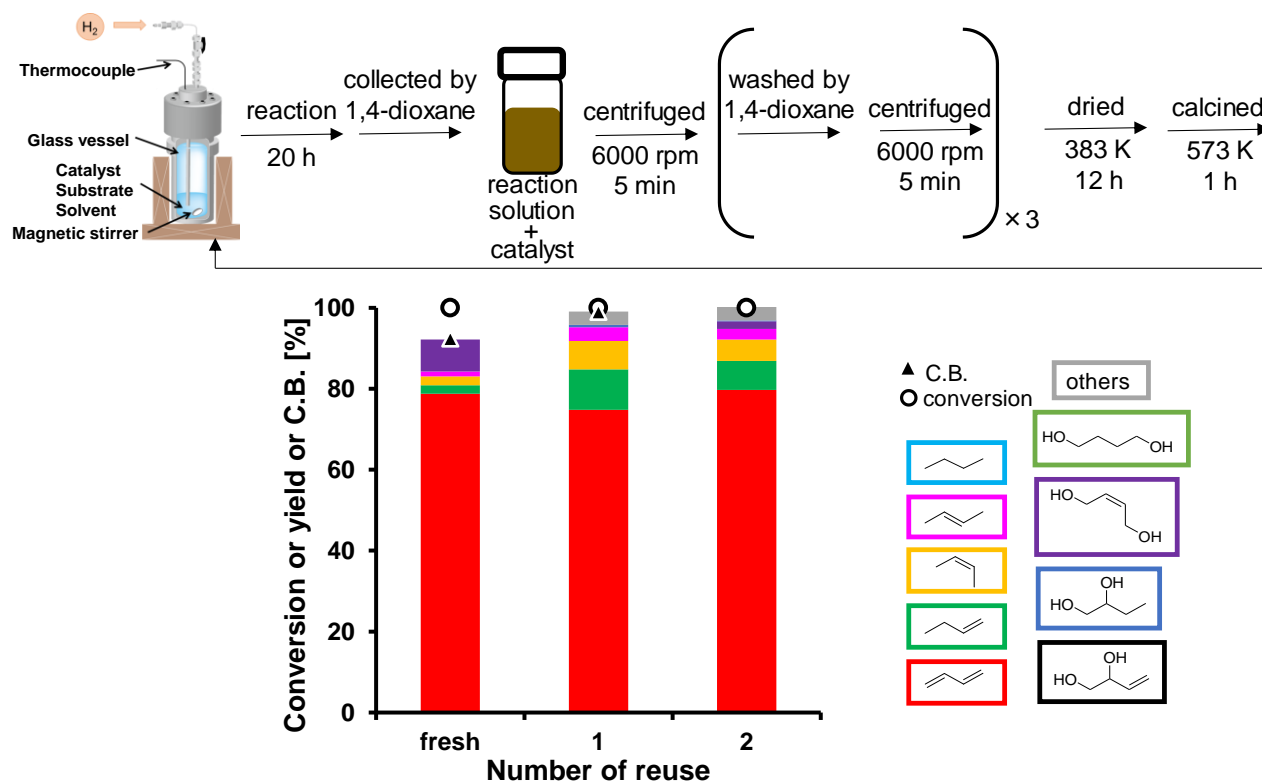 H2
Thermocouple
Glass vessel
Catalyst
Substrate
Solvent
Magnetic stirrer
reaction
20 h
collected by
1,4-dioxane
reaction
solution
+
catalyst
centrifuged
6000 rpm
5 min
washed by
1,4-dioxane
centrifuged
6000 rpm
5 min
×3
dried
383 K
12 h
calcined
573 K
1 h
Conversion or yield or C.B. [%]
100
80
60
40
20
0
fresh
1
2
Number of reuse
C.B.
conversion
others
HO
OH
HO
OH
OH
HO
OH
HO